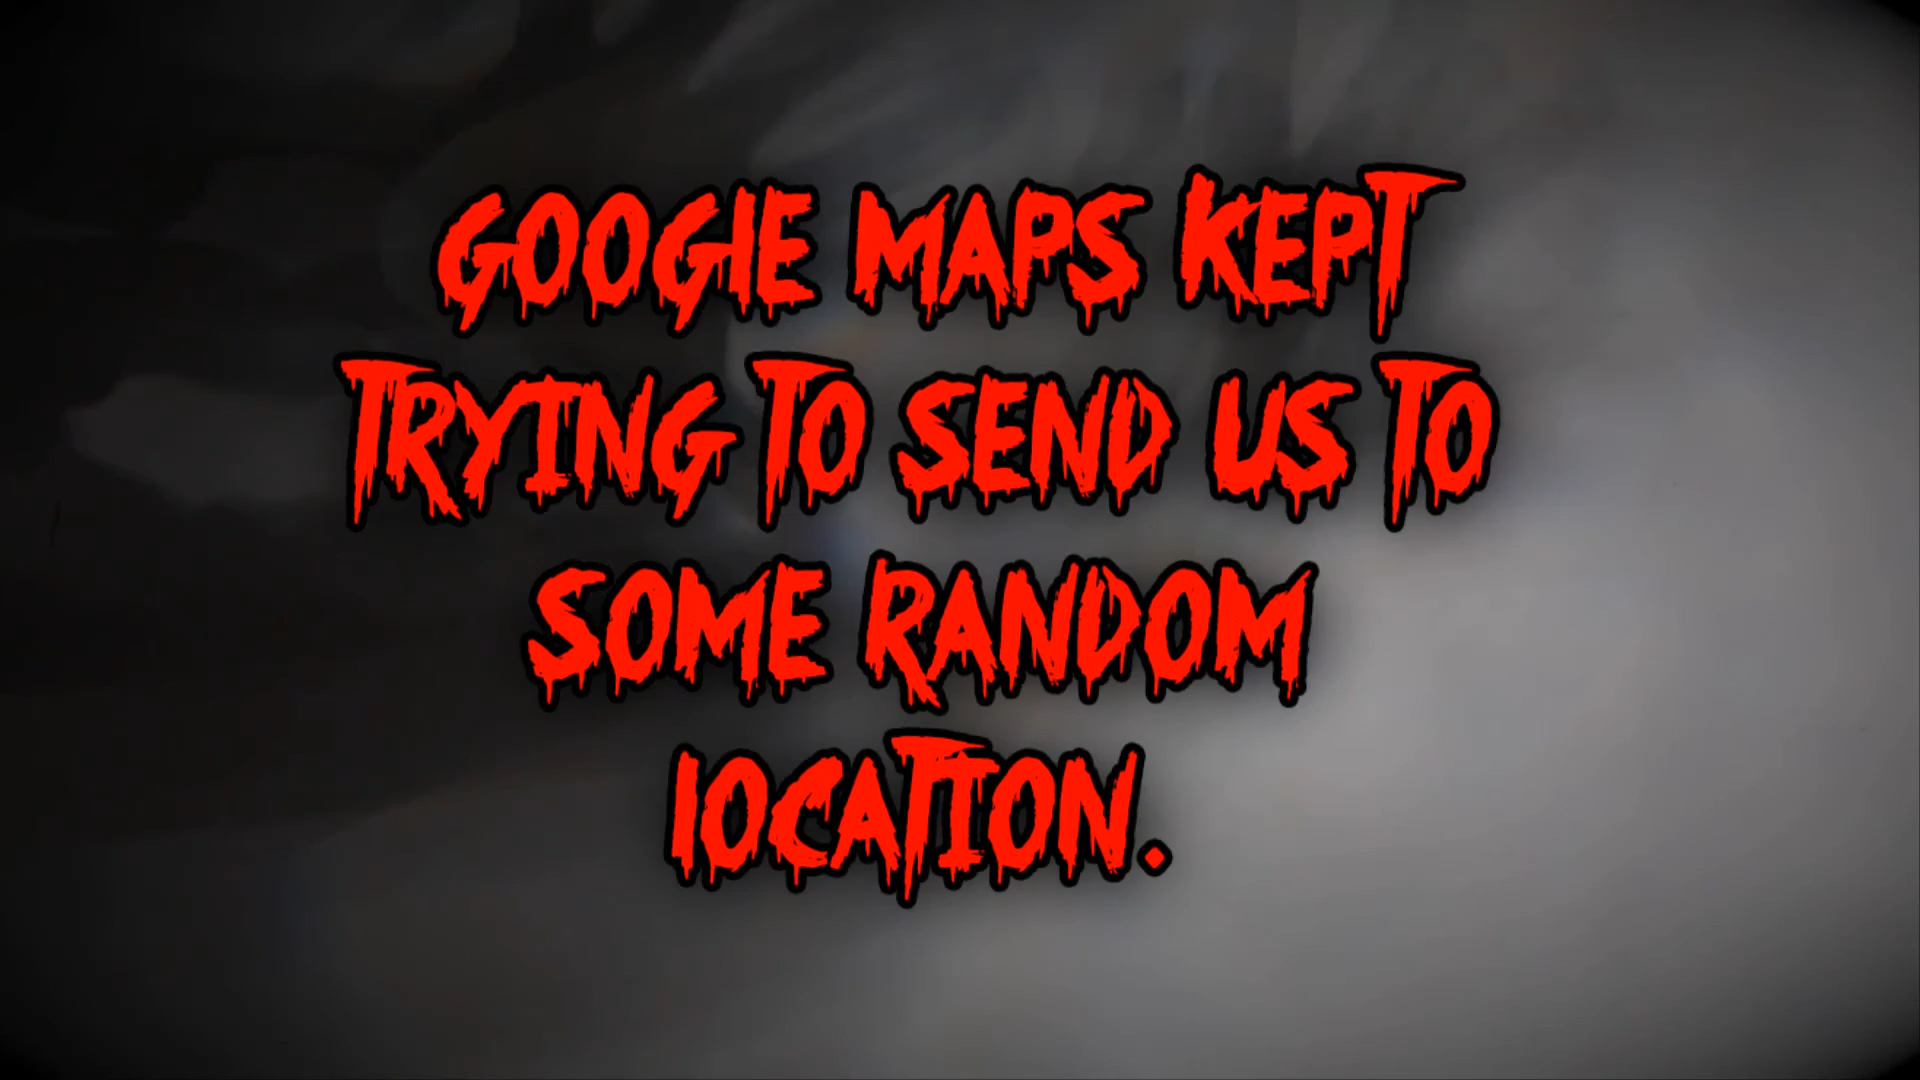 GOOGlE MAPS KEPT
TRYING TO SEND US TO
SOME RANDOM
lOCATION.